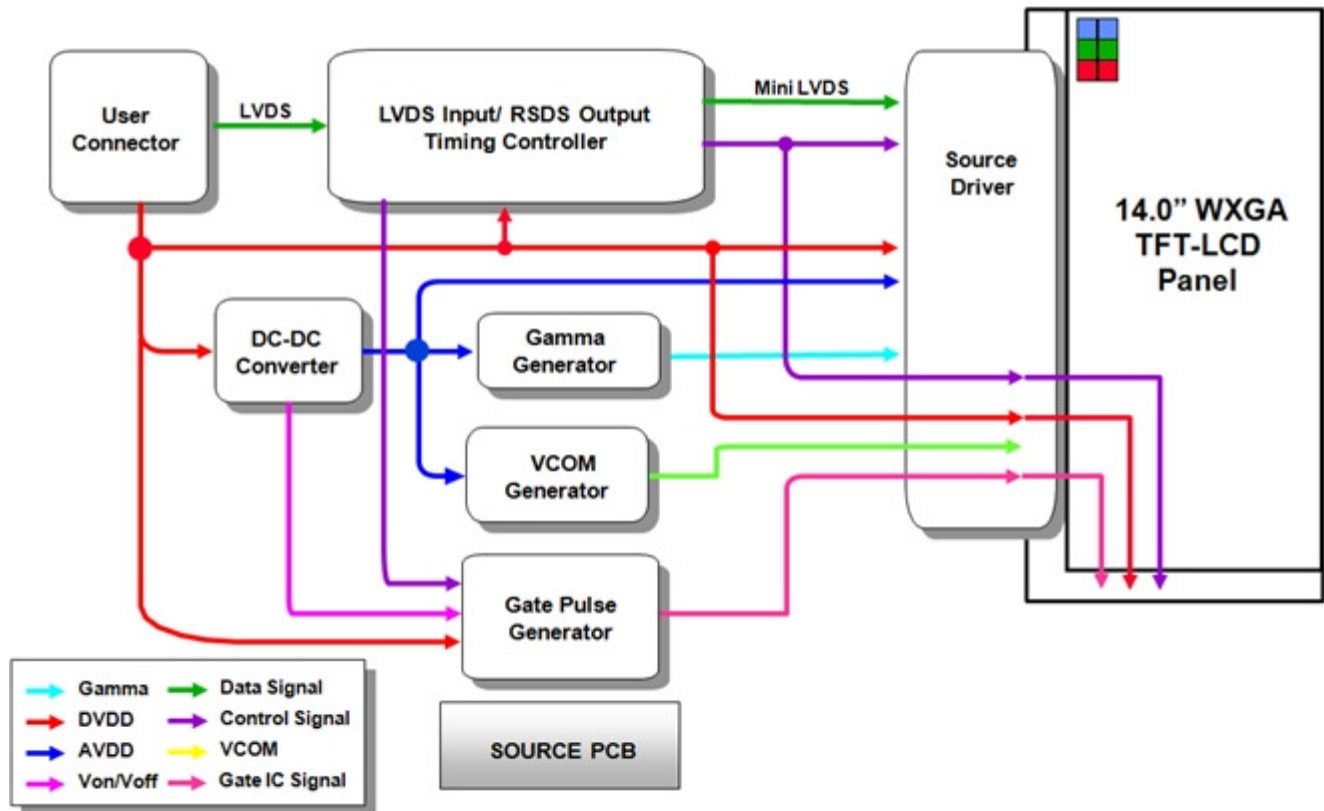 User
Connector
LVDS
LVDS Input/ RSDS Output
Timing Controller
Mini LVDS
Source
Driver
14.0” WXGA
TFT-LCD
Panel
DC-DC
Converter
Gamma
Generator
VCOM
Generator
Gate Pulse
Generator
Gamma
Data Signal
DVDD
Control Signal
AVDD
VCOM
Von/Voff
Gate IC Signal
SOURCE PCB